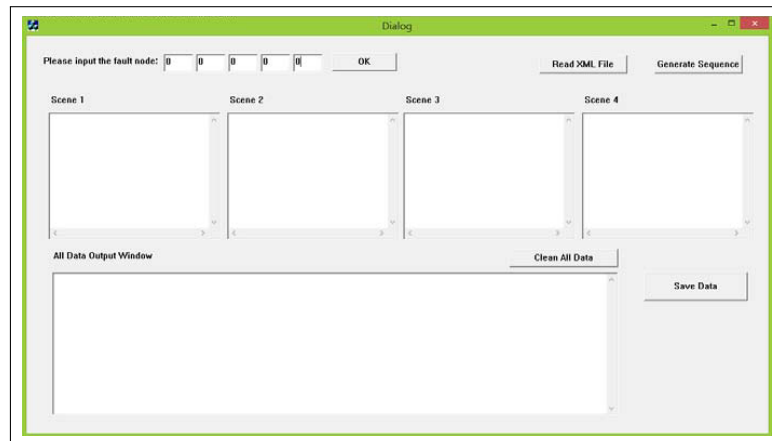 Dialog
Please input the fault node: 0 0 0 0 0 OK Read XML File Generate Sequence
Scene 1 Scene 2 Scene 3 Scene 4
All Data Output Window Clean All Data
Save Data